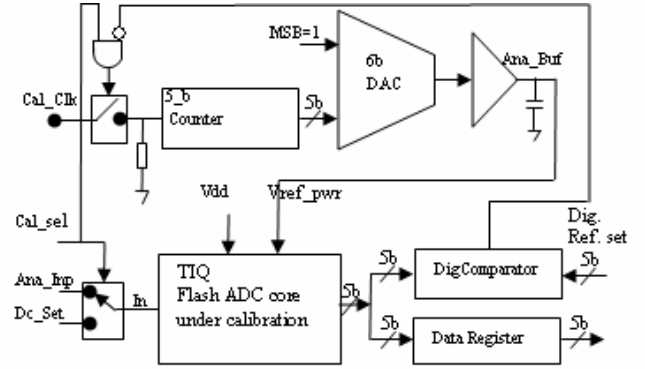 MSB=1
6b
DAC
Ana_Buf
Cal_Clk
5_b
Counter
5b
Vdd
Vref_pwr
Cal_sel
Dig.
Ref. set
Ana_Inp
In
Dc_Set
TIQ
Flash ADC core
under calibration
5b
5b
DigComparator
5b
5b
Data Register
5b